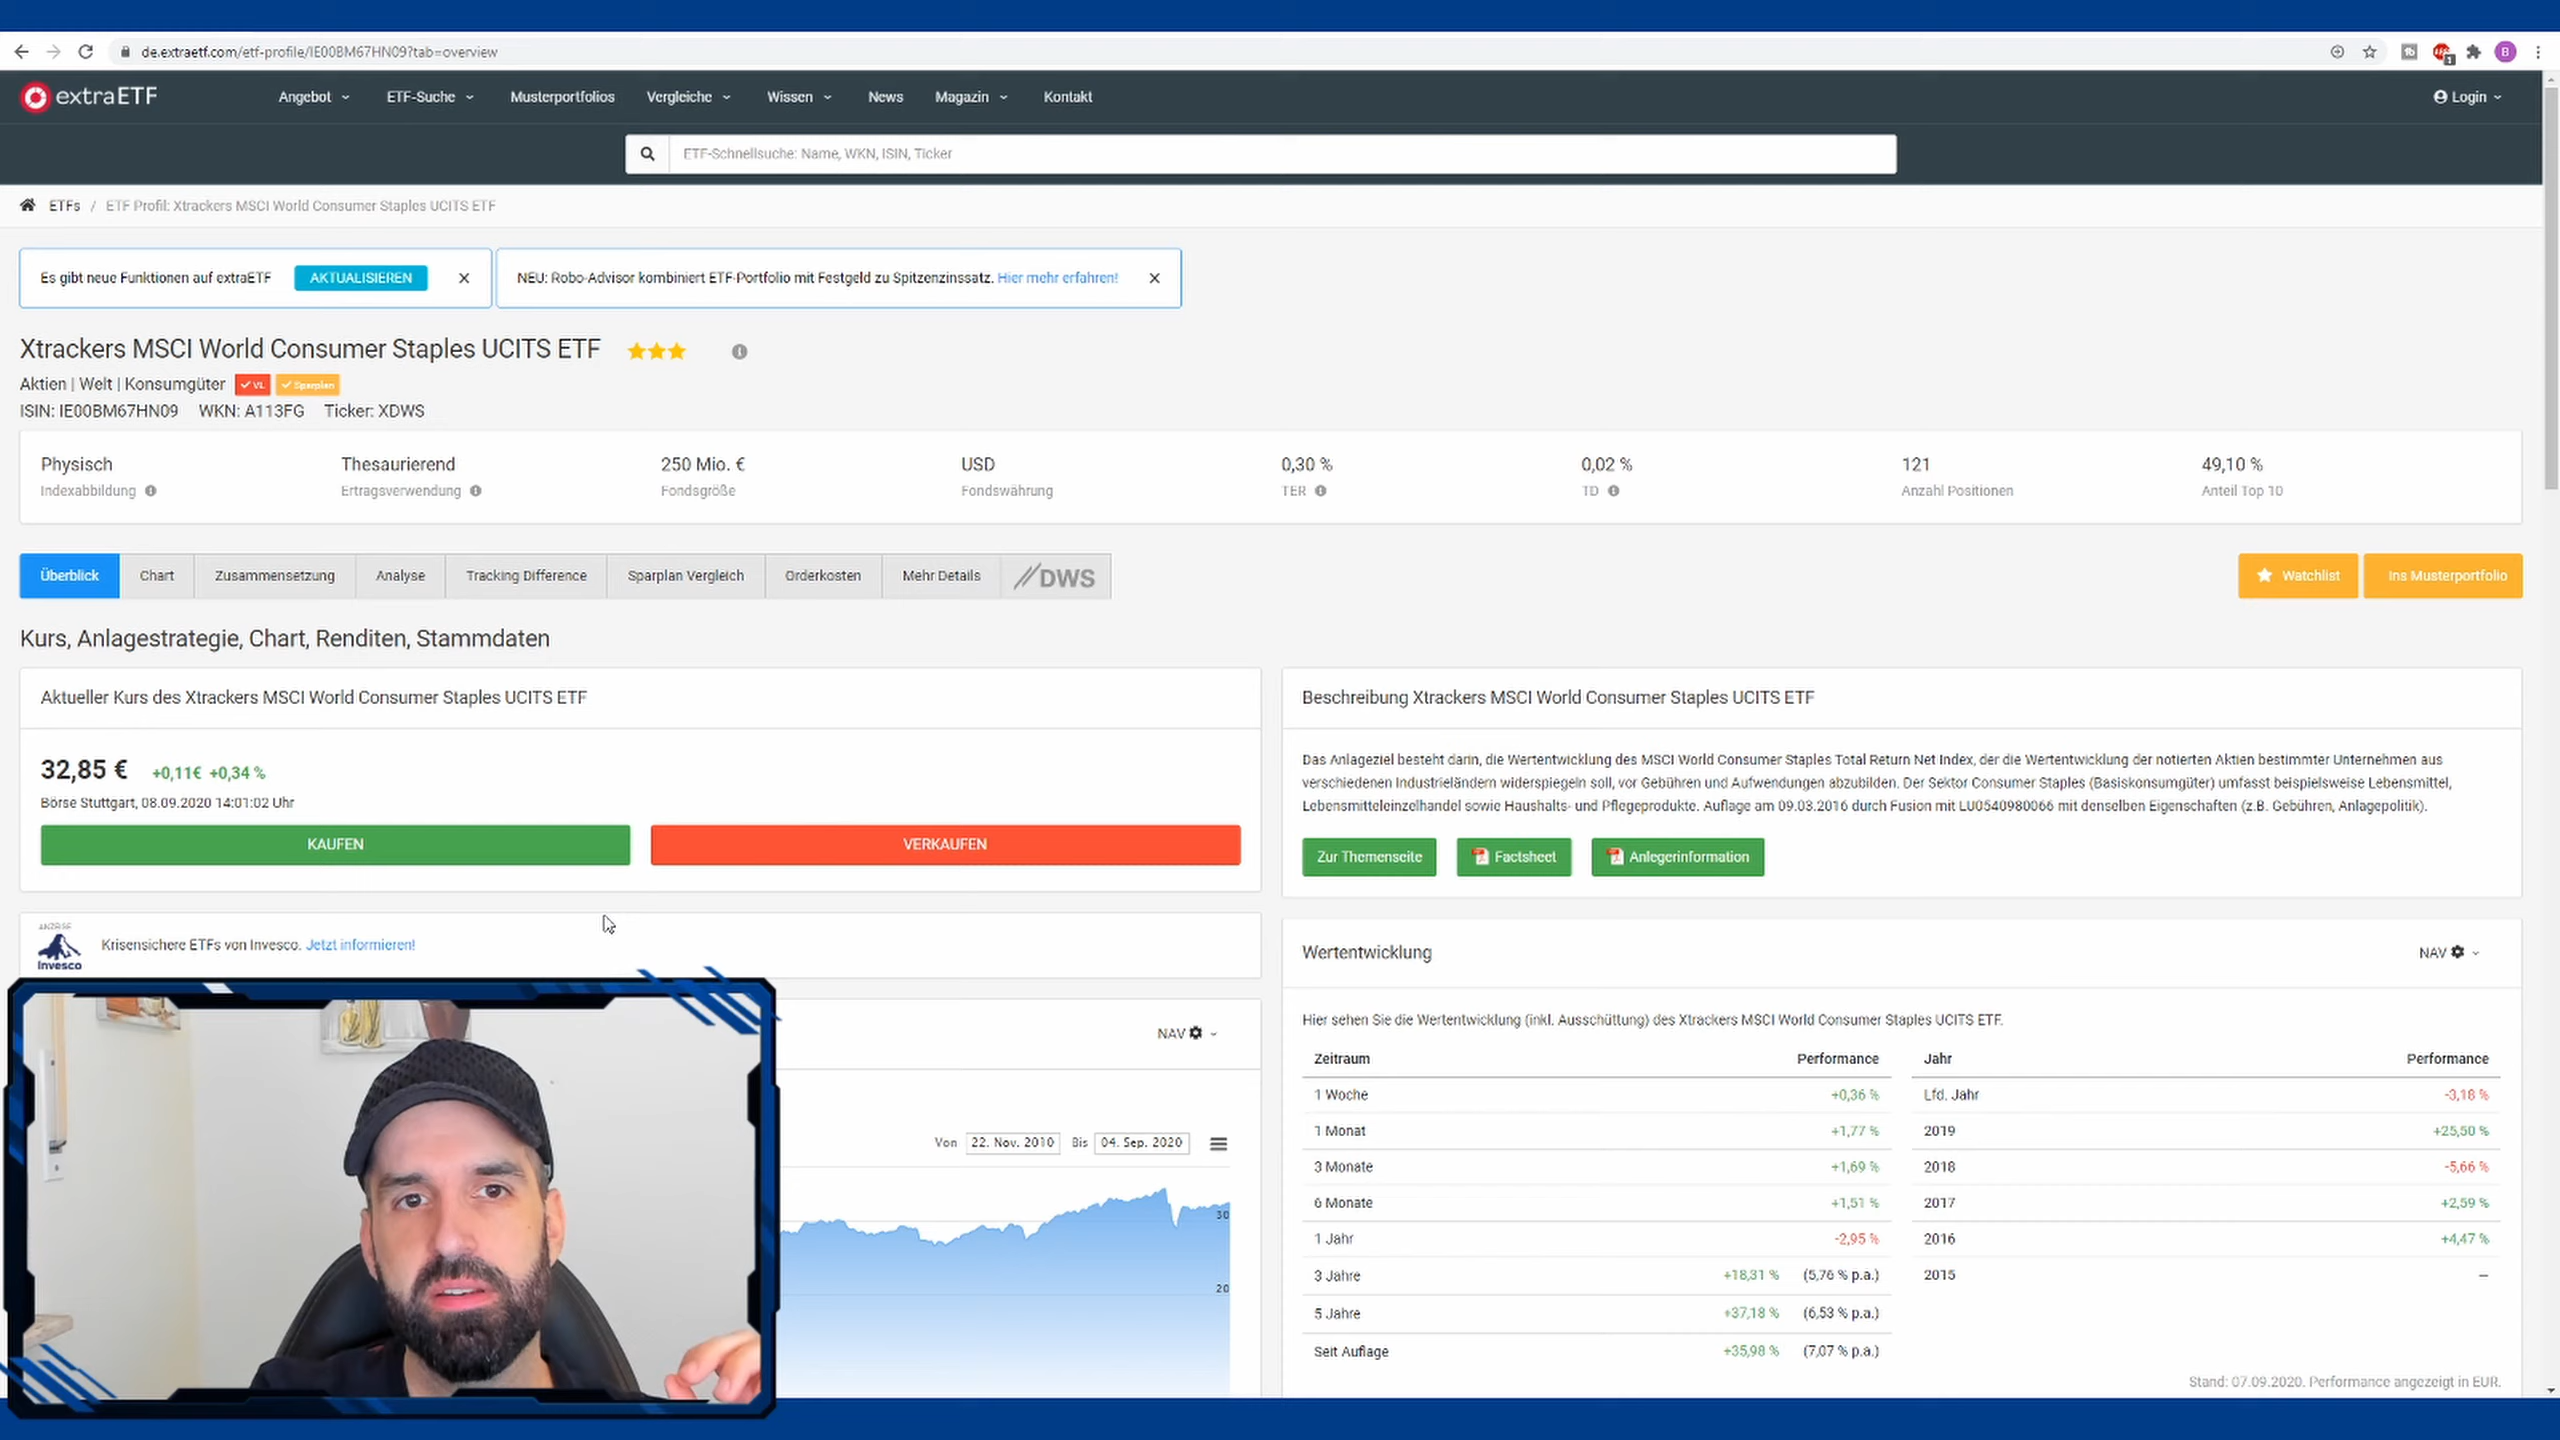 de.extraetf.com/etf-profile/IE00BM67HN09?tab=overview
B
1
extraETF
Angebot
ETF-Suche
Musterportfolios
Vergleiche
Wissen
News
Magazin
Kontakt
Login
ETF-Schnellsuche: Name, WKN, ISIN, Ticker
ETFs / ETF Profil: Xtrackers MSCI World Consumer Staples UCITS ETF
Es gibt neue Funktionen auf extraETF AKTUALISIEREN
NEU: Robo-Advisor kombiniert ETF-Portfolio mit Festgeld zu Spitzenzinssatz. Hier mehr erfahren!
Xtrackers MSCI World Consumer Staples UCITS ETF
Aktien | Welt | Konsumgüter VL Sparplan
ISIN: IE00BM67HN09 WKN: A113FG Ticker: XDWS
Physisch
Indexabbildung
Thesaurierend
Ertragsverwendung
250 Mio. €
Fondsgröße
USD
Fondswährung
0,30 %
TER
0,02 %
TD
121
Anzahl Positionen
49,10 %
Anteil Top 10
Überblick
Chart
Zusammensetzung
Analyse
Tracking Difference
Sparplan Vergleich
Orderkosten
Mehr Details
DWS
Watchlist
Ins Musterportfolio
Kurs, Anlagestrategie, Chart, Renditen, Stammdaten
Aktueller Kurs des Xtrackers MSCI World Consumer Staples UCITS ETF
32,85 € +0,11€ +0,34 %
Börse Stuttgart, 08.09.2020 14:01:02 Uhr
KAUFEN
VERKAUFEN
ANZEIGE
Invesco
Krisensichere ETFs von Invesco. Jetzt informieren!
NAV
Von 22. Nov. 2010 Bis 04. Sep. 2020
30
20
Beschreibung Xtrackers MSCI World Consumer Staples UCITS ETF
Das Anlageziel besteht darin, die Wertentwicklung des MSCI World Consumer Staples Total Return Net Index, der die Wertentwicklung der notierten Aktien bestimmter Unternehmen aus
verschiedenen Industrieländern widerspiegeln soll, vor Gebühren und Aufwendungen abzubilden. Der Sektor Consumer Staples (Basiskonsumgüter) umfasst beispielsweise Lebensmittel,
Lebensmitteleinzelhandel sowie Haushalts- und Pflegeprodukte. Auflage am 09.03.2016 durch Fusion mit LU0540980066 mit denselben Eigenschaften (z.B. Gebühren, Anlagepolitik).
Zur Themenseite
Factsheet
Anlegerinformation
Wertentwicklung
NAV
Hier sehen Sie die Wertentwicklung (inkl. Ausschüttung) des Xtrackers MSCI World Consumer Staples UCITS ETF.
Zeitraum Performance
1 Woche +0,36 %
1 Monat +1,77 %
3 Monate +1,69 %
6 Monate +1,51 %
1 Jahr -2,95 %
3 Jahre +18,31 % (5,76 % p.a.)
5 Jahre +37,18 % (6,53 % p.a.)
Seit Auflage +35,98 % (7,07 % p.a.)
Jahr Performance
Lfd. Jahr -3,18 %
2019 +25,50 %
2018 -5,66 %
2017 +2,59 %
2016 +4,47 %
2015 —
Stand: 07.09.2020. Performance angezeigt in EUR.